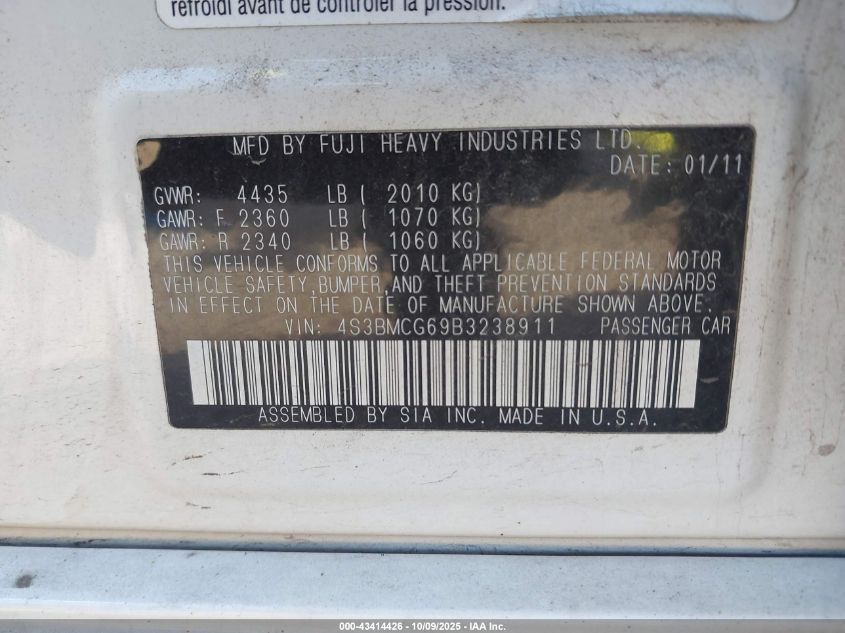 refroidi avant de contrôler la pression.
MFD BY FUJI HEAVY INDUSTRIES LTD.
DATE: 01/11
GVWR: 4435 LB ( 2010 KG)
GAWR: F 2360 LB ( 1070 KG)
GAWR: R 2340 LB ( 1060 KG)
THIS VEHICLE CONFORMS TO ALL APPLICABLE FEDERAL MOTOR
VEHICLE SAFETY, BUMPER, AND THEFT PREVENTION STANDARDS
IN EFFECT ON THE DATE OF MANUFACTURE SHOWN ABOVE.
VIN: 4S3BMCG69B3238911 PASSENGER CAR
ASSEMBLED BY SIA INC. MADE IN U.S.A.
000-43414426 - 10/09/2025 - IAA Inc.